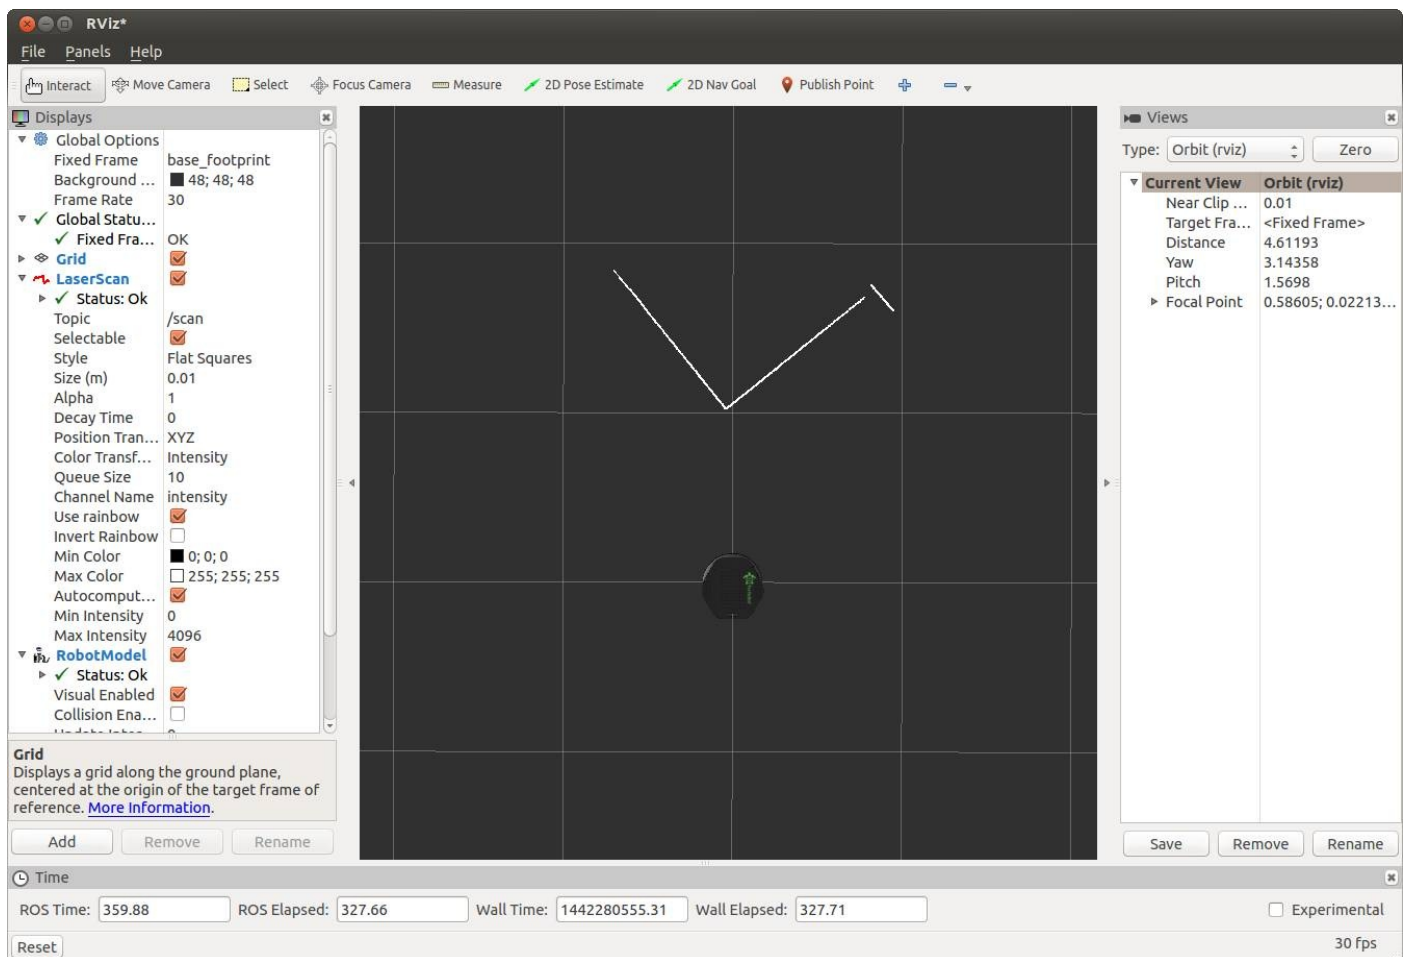 RViz*
File Panels Help
Interact Move Camera Select Focus Camera Measure 2D Pose Estimate 2D Nav Goal Publish Point
Displays
Global Options
Fixed Frame base_footprint
Background ... 48; 48; 48
Frame Rate 30
Global Statu...
Fixed Fra... OK
Grid
LaserScan
Status: Ok
Topic /scan
Selectable
Style Flat Squares
Size (m) 0.01
Alpha 1
Decay Time 0
Position Tran... XYZ
Color Transf... Intensity
Queue Size 10
Channel Name intensity
Use rainbow
Invert Rainbow
Min Color 0; 0; 0
Max Color 255; 255; 255
Autocomput...
Min Intensity 0
Max Intensity 4096
RobotModel
Status: Ok
Visual Enabled
Collision Ena...
Grid
Displays a grid along the ground plane,
centered at the origin of the target frame of
reference. More Information.
Add Remove Rename
Views
Type: Orbit (rviz) Zero
Current View Orbit (rviz)
Near Clip ... 0.01
Target Fra... <Fixed Frame>
Distance 4.61193
Yaw 3.14358
Pitch 1.5698
Focal Point 0.58605; 0.02213...
Save Remove Rename
Time
ROS Time: 359.88 ROS Elapsed: 327.66 Wall Time: 1442280555.31 Wall Elapsed: 327.71 Experimental
Reset 30 fps